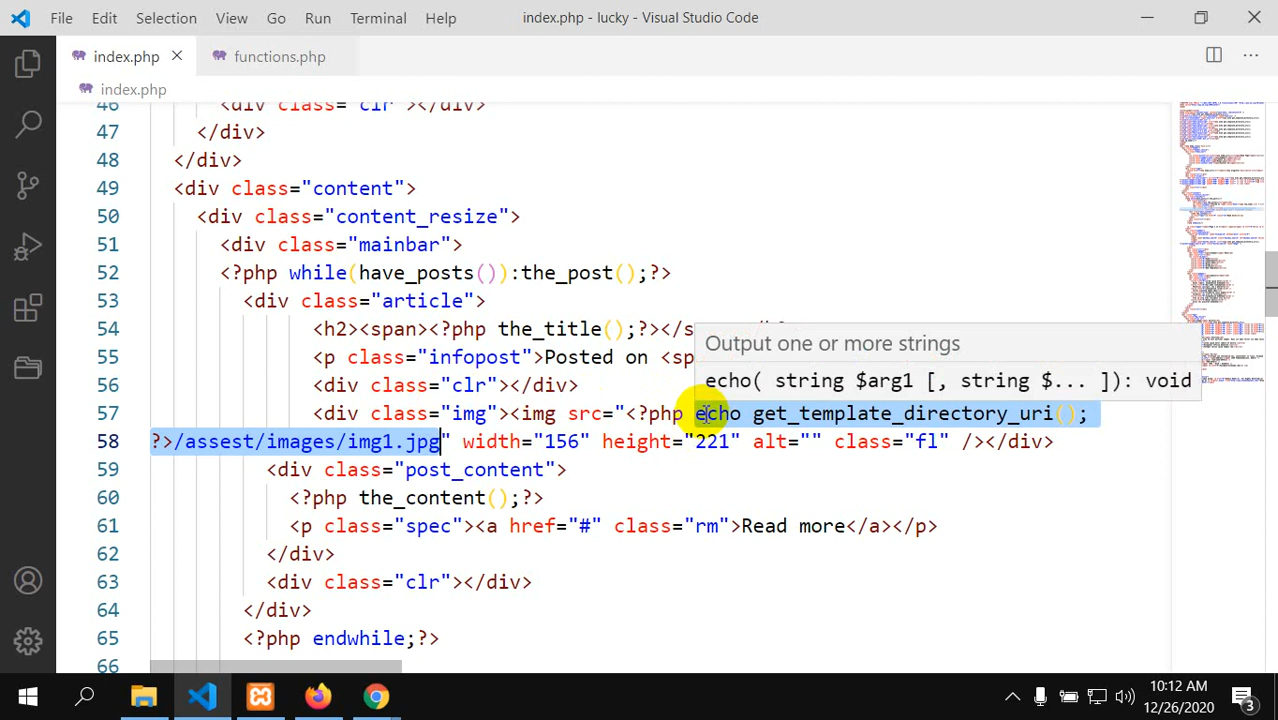 File Edit Selection View Go Run Terminal Help index.php - lucky - Visual Studio Code
index.php functions.php
index.php
46 <div class="clr"></div>
47 </div>
48 </div>
49 <div class="content">
50 <div class="content_resize">
51 <div class="mainbar">
52 <?php while(have_posts()):the_post();?>
53 <div class="article">
54 <h2><span><?php the_title();?></s
Output one or more strings
55 <p class="infopost">Posted on <sp
echo( string $arg1 [, string $... ]): void
56 <div class="clr"></div>
57 <div class="img"><img src="<?php echo get_template_directory_uri();
58 ?>/assest/images/img1.jpg" width="156" height="221" alt="" class="fl" /></div>
59 <div class="post_content">
60 <?php the_content();?>
61 <p class="spec"><a href="#" class="rm">Read more</a></p>
62 </div>
63 <div class="clr"></div>
64 </div>
65 <?php endwhile;?>
66
10:12 AM
12/26/2020
3